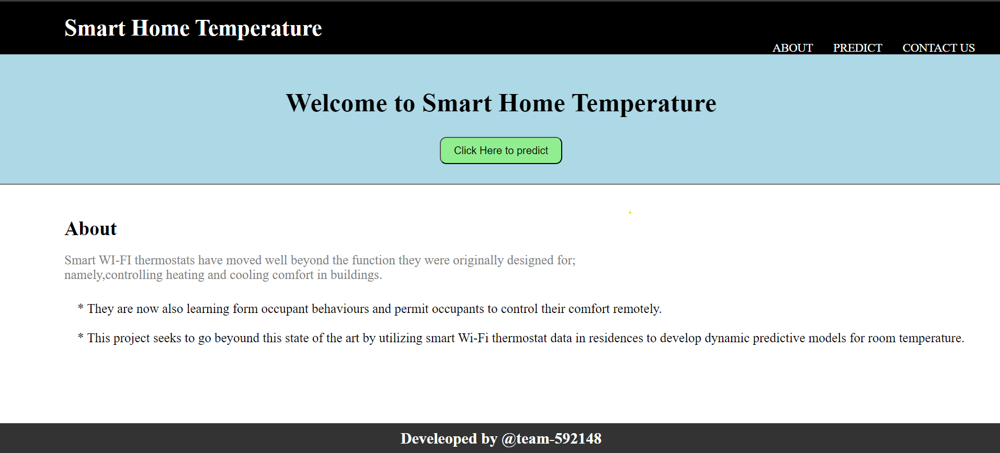 Smart Home Temperature
ABOUT PREDICT CONTACT US
Welcome to Smart Home Temperature
Click Here to predict
About
Smart WI-FI thermostats have moved well beyond the function they were originally designed for;
namely,controlling heating and cooling comfort in buildings.
* They are now also learning form occupant behaviours and permit occupants to control their comfort remotely.
* This project seeks to go beyound this state of the art by utilizing smart Wi-Fi thermostat data in residences to develop dynamic predictive models for room temperature.
Develeoped by @team-592148